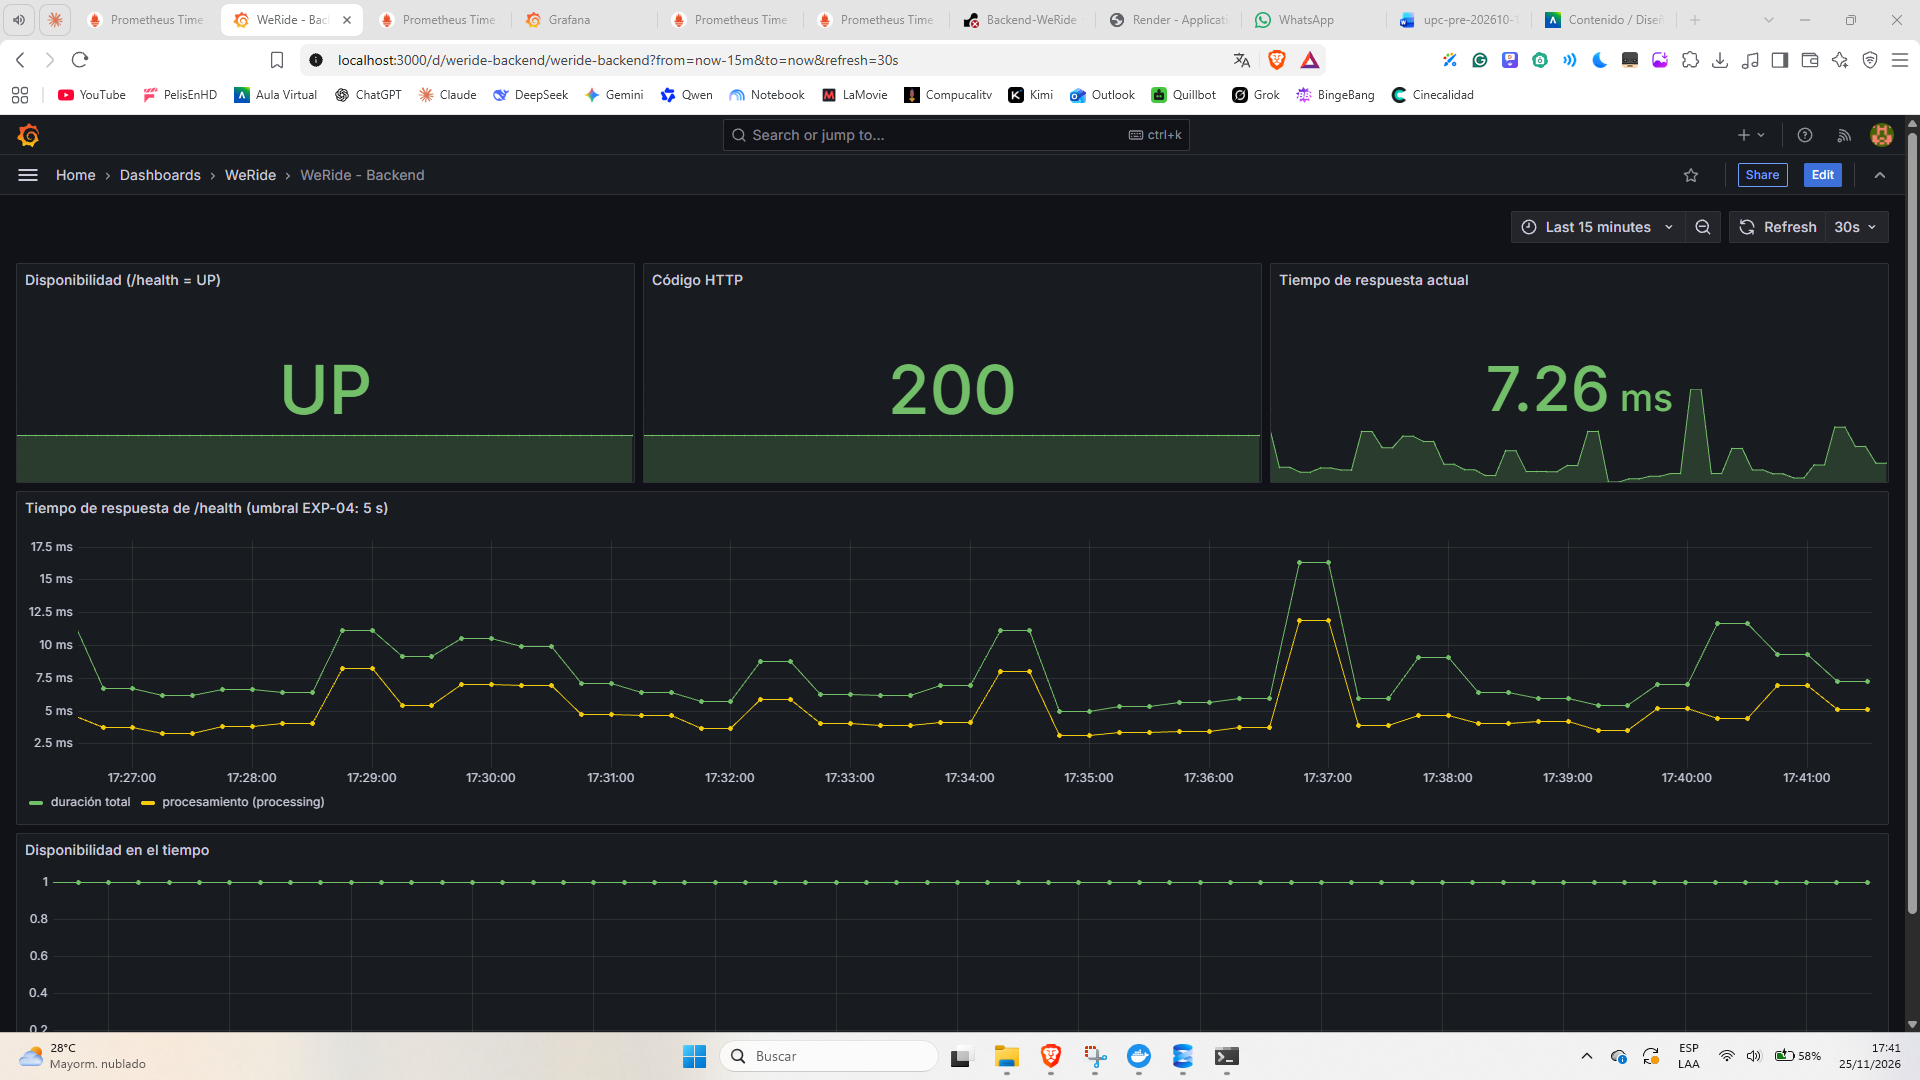 Prometheus Time
WeRide - Bac
Prometheus Time
Grafana
Prometheus Time
Prometheus Time
Backend-WeRide
Render - Applicati
WhatsApp
upc-pre-202610-1
Contenido / Diseñ
localhost:3000/d/weride-backend/weride-backend?from=now-15m&to=now&refresh=30s
YouTube
PelisEnHD
Aula Virtual
ChatGPT
Claude
DeepSeek
Gemini
Qwen
Notebook
LaMovie
Compucalitv
Kimi
Outlook
Quillbot
Grok
BingeBang
Cinecalidad
Search or jump to...
ctrl+k
Home › Dashboards › WeRide › WeRide - Backend
Share
Edit
Last 15 minutes
Refresh
30s
Disponibilidad (/health = UP)
UP
Código HTTP
200
Tiempo de respuesta actual
7.26 ms
Tiempo de respuesta de /health (umbral EXP-04: 5 s)
17.5 ms
15 ms
12.5 ms
10 ms
7.5 ms
5 ms
2.5 ms
17:27:00 17:28:00 17:29:00 17:30:00 17:31:00 17:32:00 17:33:00 17:34:00 17:35:00 17:36:00 17:37:00 17:38:00 17:39:00 17:40:00 17:41:00
duración total
procesamiento (processing)
Disponibilidad en el tiempo
1
0.8
0.6
0.4
0.2
28°C
Mayorm. nublado
Buscar
ESP
LAA
58%
17:41
25/11/2026